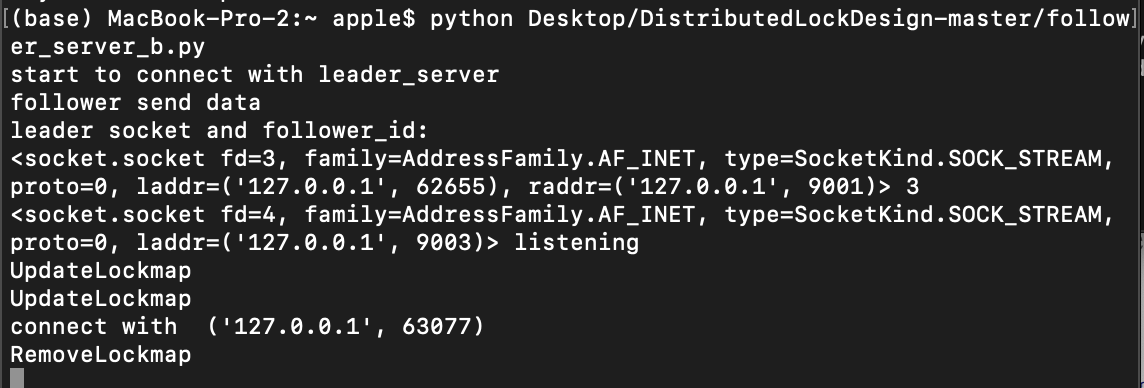 [(base) MacBook-Pro-2:~ apple$ python Desktop/DistributedLockDesign-master/follow]
er_server_b.py
start to connect with leader_server
follower send data
leader socket and follower_id:
<socket.socket fd=3, family=AddressFamily.AF_INET, type=SocketKind.SOCK_STREAM,
proto=0, laddr=('127.0.0.1', 62655), raddr=('127.0.0.1', 9001)> 3
<socket.socket fd=4, family=AddressFamily.AF_INET, type=SocketKind.SOCK_STREAM,
proto=0, laddr=('127.0.0.1', 9003)> listening
UpdateLockmap
UpdateLockmap
connect with  ('127.0.0.1', 63077)
RemoveLockmap